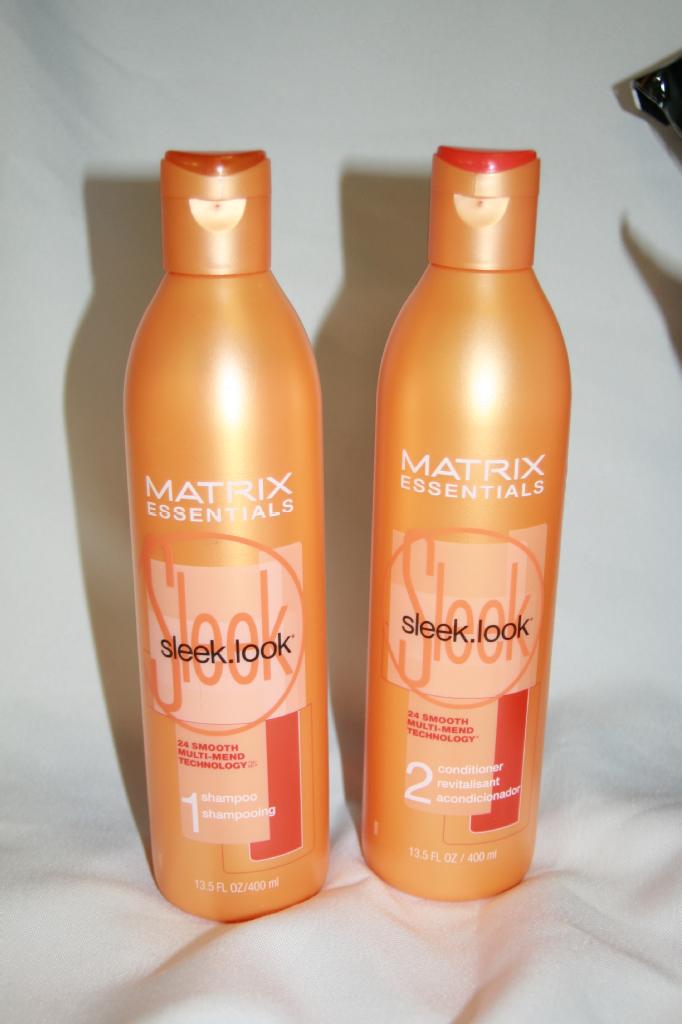 MATRIX
ESSENTIALS
Sleek
sleek.look®
24 SMOOTH
MULTI-MEND
TECHNOLOGY
1 shampoo
shampooing
13.5 FL OZ/400 ml
MATRIX
ESSENTIALS
Sleek
sleek.look®
24 SMOOTH
MULTI-MEND
TECHNOLOGY™
2 conditioner
revitalisant
acondicionador
13.5 FL OZ / 400 ml